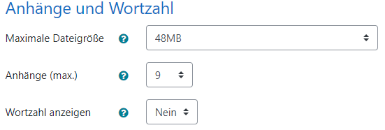 Anhänge und Wortzahl
Maximale Dateigröße ? 48MB
Anhänge (max.) ? 9
Wortzahl anzeigen ? Nein